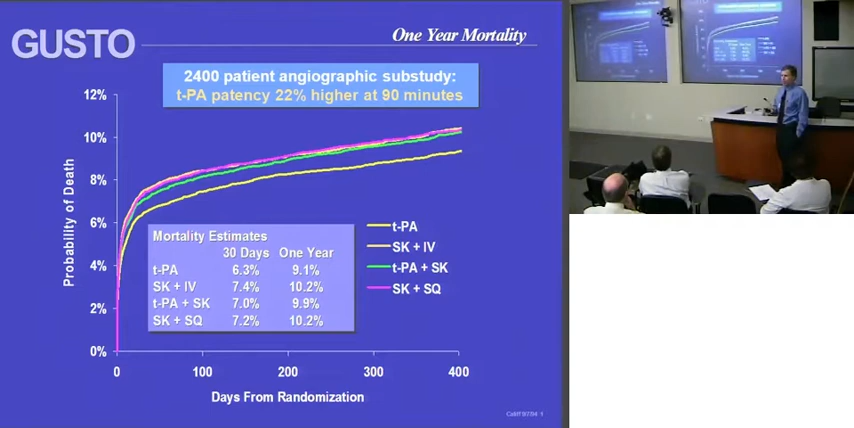 GUSTO
One Year Mortality
2400 patient angiographic substudy:
t-PA patency 22% higher at 90 minutes
12%
10%
8%
6%
4%
2%
0%
Probability of Death
t-PA
SK + IV
t-PA + SK
SK + SQ
Mortality Estimates
30 Days One Year
t-PA 6.3% 9.1%
SK + IV 7.4% 10.2%
t-PA + SK 7.0% 9.9%
SK + SQ 7.2% 10.2%
0 100 200 300 400
Days From Randomization